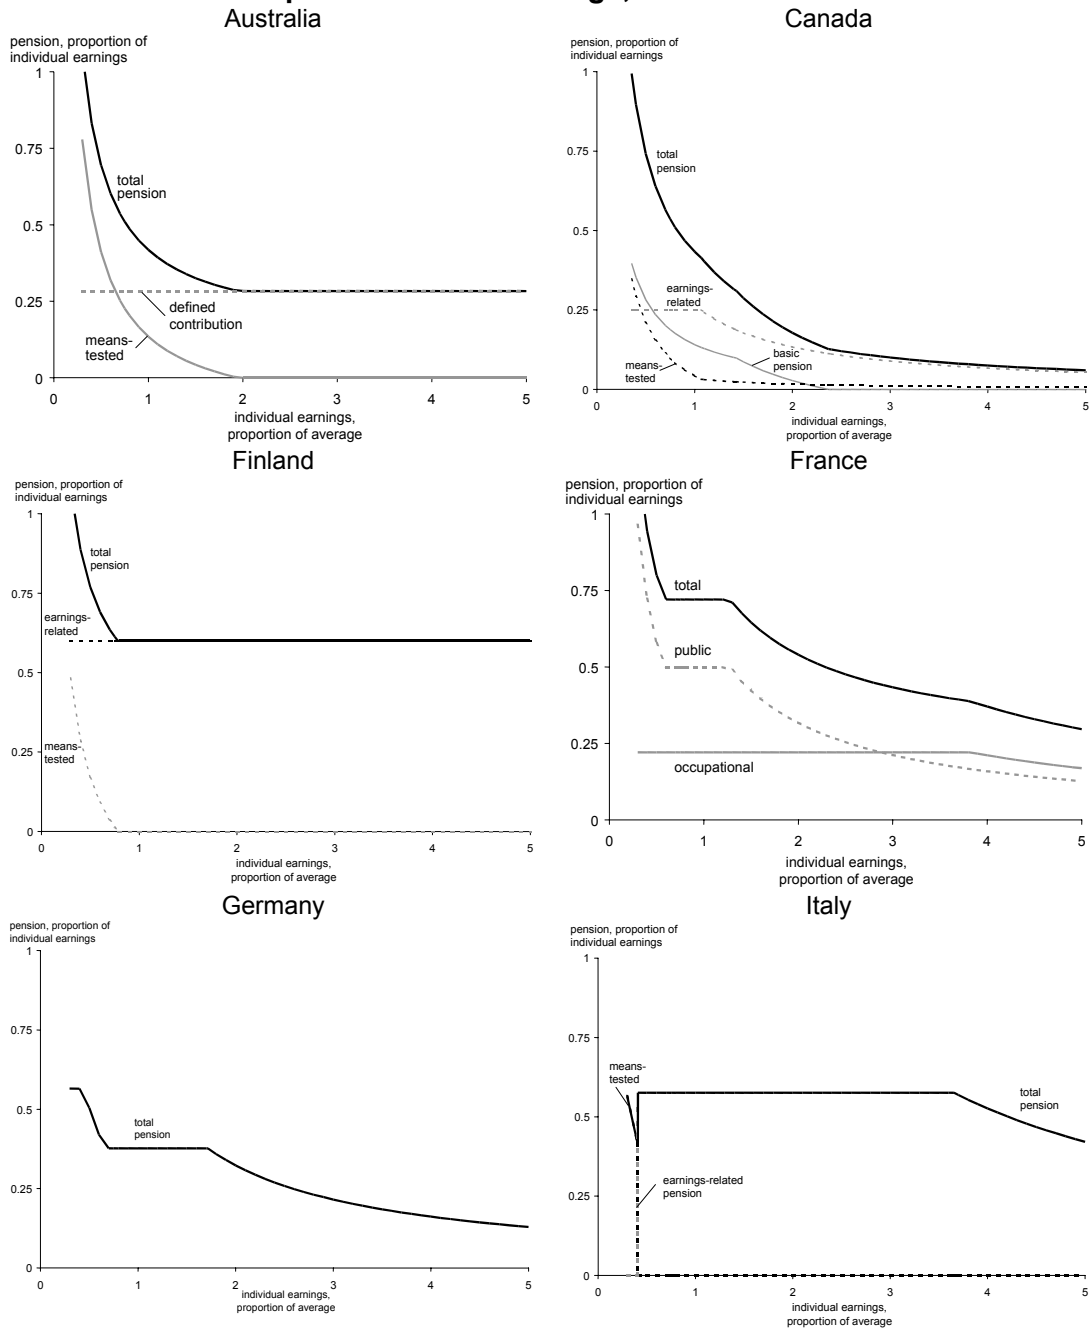 Australia
pension, proportion of
individual earnings
1
0.75
0.5
0.25
0
total
pension
defined
contribution
means-
tested
0 1 2 3 4 5
individual earnings,
proportion of average
Canada
pension, proportion of
individual earnings
1
0.75
0.5
0.25
0
total
pension
earnings-
related
means-
tested
basic
pension
0 1 2 3 4 5
individual earnings,
proportion of average
Finland
pension, proportion of
individual earnings
1
0.75
0.5
0.25
0
total
pension
earnings-
related
means-
tested
0 1 2 3 4 5
individual earnings,
proportion of average
France
pension, proportion of
individual earnings
1
0.75
0.5
0.25
0
total
public
occupational
0 1 2 3 4 5
individual earnings,
proportion of average
Germany
pension, proportion of
individual earnings
1
0.75
0.5
0.25
0
total
pension
0 1 2 3 4 5
individual earnings,
proportion of average
Italy
pension, proportion of
individual earnings
1
0.75
0.5
0.25
0
means-
tested
total
pension
earnings-related
pension
0 1 2 3 4 5
individual earnings,
proportion of average